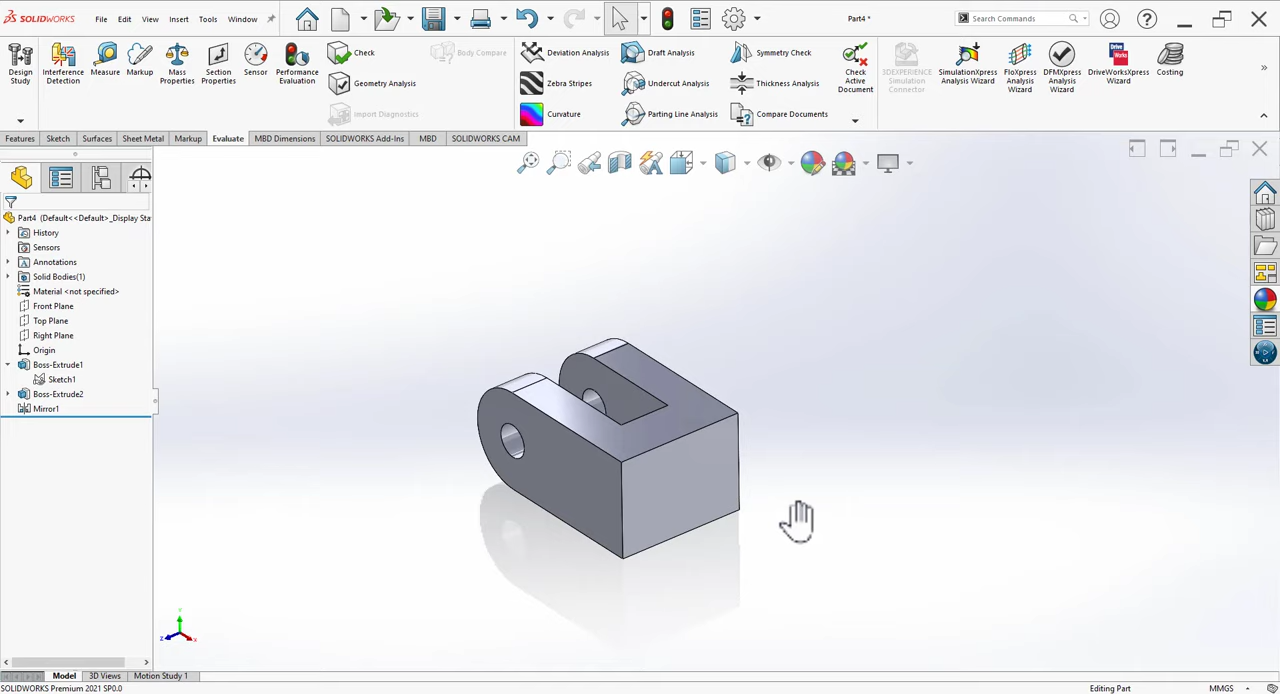 SOLIDWORKS File Edit View Insert Tools Window Part4 * Search Commands
Design Study
Interference Detection
Measure
Markup
Mass Properties
Section Properties
Sensor
Performance Evaluation
Check
Geometry Analysis
Import Diagnostics
Body Compare
Deviation Analysis
Zebra Stripes
Curvature
Draft Analysis
Undercut Analysis
Parting Line Analysis
Symmetry Check
Thickness Analysis
Compare Documents
Check Active Document
3DEXPERIENCE Simulation Connector
SimulationXpress Analysis Wizard
FloXpress Analysis Wizard
DFMXpress Analysis Wizard
DriveWorksXpress Wizard
Costing
Features Sketch Surfaces Sheet Metal Markup Evaluate MBD Dimensions SOLIDWORKS Add-Ins MBD SOLIDWORKS CAM
Part4 (Default<<Default>_Display Sta
History
Sensors
Annotations
Solid Bodies(1)
Material <not specified>
Front Plane
Top Plane
Right Plane
Origin
Boss-Extrude1
Sketch1
Boss-Extrude2
Mirror1
Model 3D Views Motion Study 1
SOLIDWORKS Premium 2021 SP0.0 Editing Part MMGS